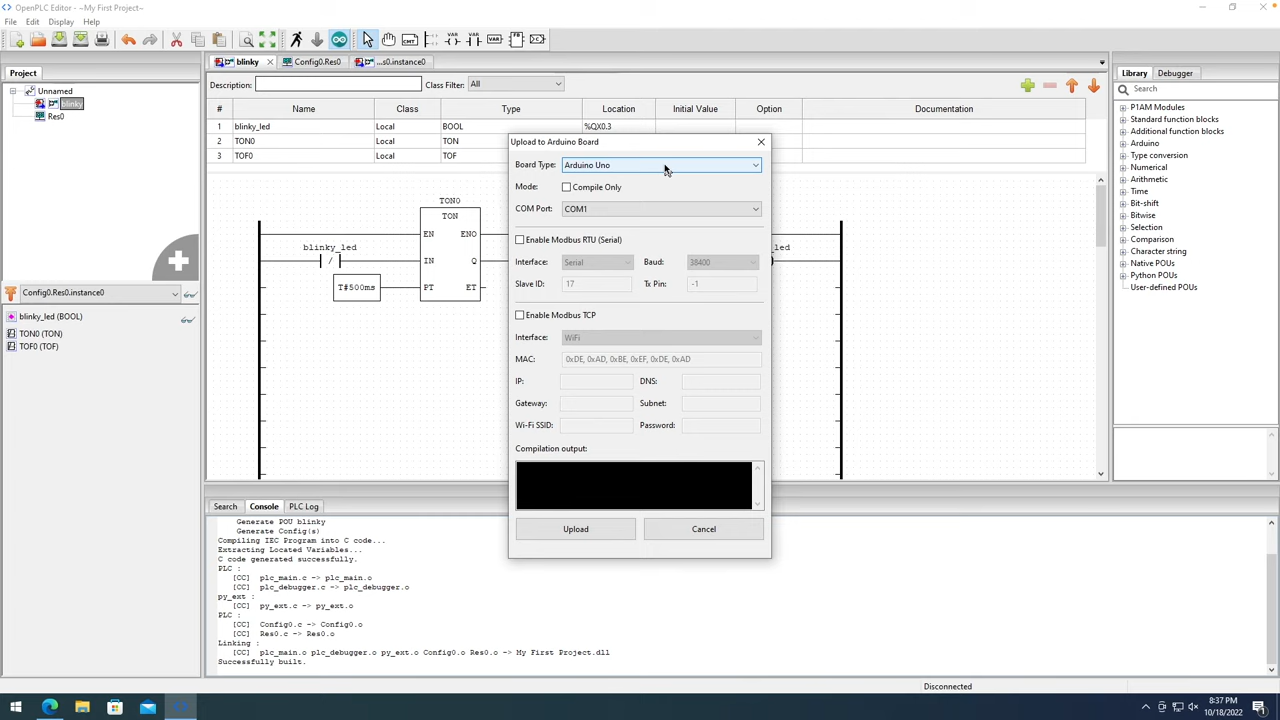 OpenPLC Editor - ~My First Project~
File Edit Display Help
Project
Unnamed
blinky
Res0
blinky Config0.Res0 ...s0.instance0
Description: Class Filter: All
# Name Class Type Location Initial Value Option Documentation
1 blinky_led Local BOOL %QX0.3
2 TON0 Local TON
3 TOF0 Local TOF
Config0.Res0.instance0
blinky_led (BOOL)
TON0 (TON)
TOF0 (TOF)
TON0
TON
EN ENO
blinky_led
IN Q
T#500ms PT ET
_led
Upload to Arduino Board
Board Type: Arduino Uno
Mode: Compile Only
COM Port: COM1
Enable Modbus RTU (Serial)
Interface: Serial Baud: 38400
Slave ID: 17 Tx Pin: -1
Enable Modbus TCP
Interface: WiFi
MAC: 0xDE, 0xAD, 0xBE, 0xEF, 0xDE, 0xAD
IP: DNS:
Gateway: Subnet:
Wi-Fi SSID: Password:
Compilation output:
Upload Cancel
Library Debugger
Search
P1AM Modules
Standard function blocks
Additional function blocks
Arduino
Type conversion
Numerical
Arithmetic
Time
Bit-shift
Bitwise
Selection
Comparison
Character string
Native POUs
Python POUs
User-defined POUs
Search Console PLC Log
Generate POU blinky
Generate Config(s)
Compiling IEC Program into C code...
Extracting Located Variables...
C code generated successfully.
PLC :
[CC] plc_main.c -> plc_main.o
[CC] plc_debugger.c -> plc_debugger.o
py_ext :
[CC] py_ext.c -> py_ext.o
PLC :
[CC] Config0.c -> Config0.o
[CC] Res0.c -> Res0.o
Linking :
[CC] plc_main.o plc_debugger.o py_ext.o Config0.o Res0.o -> My First Project.dll
Successfully built.
Disconnected
8:37 PM
10/18/2022